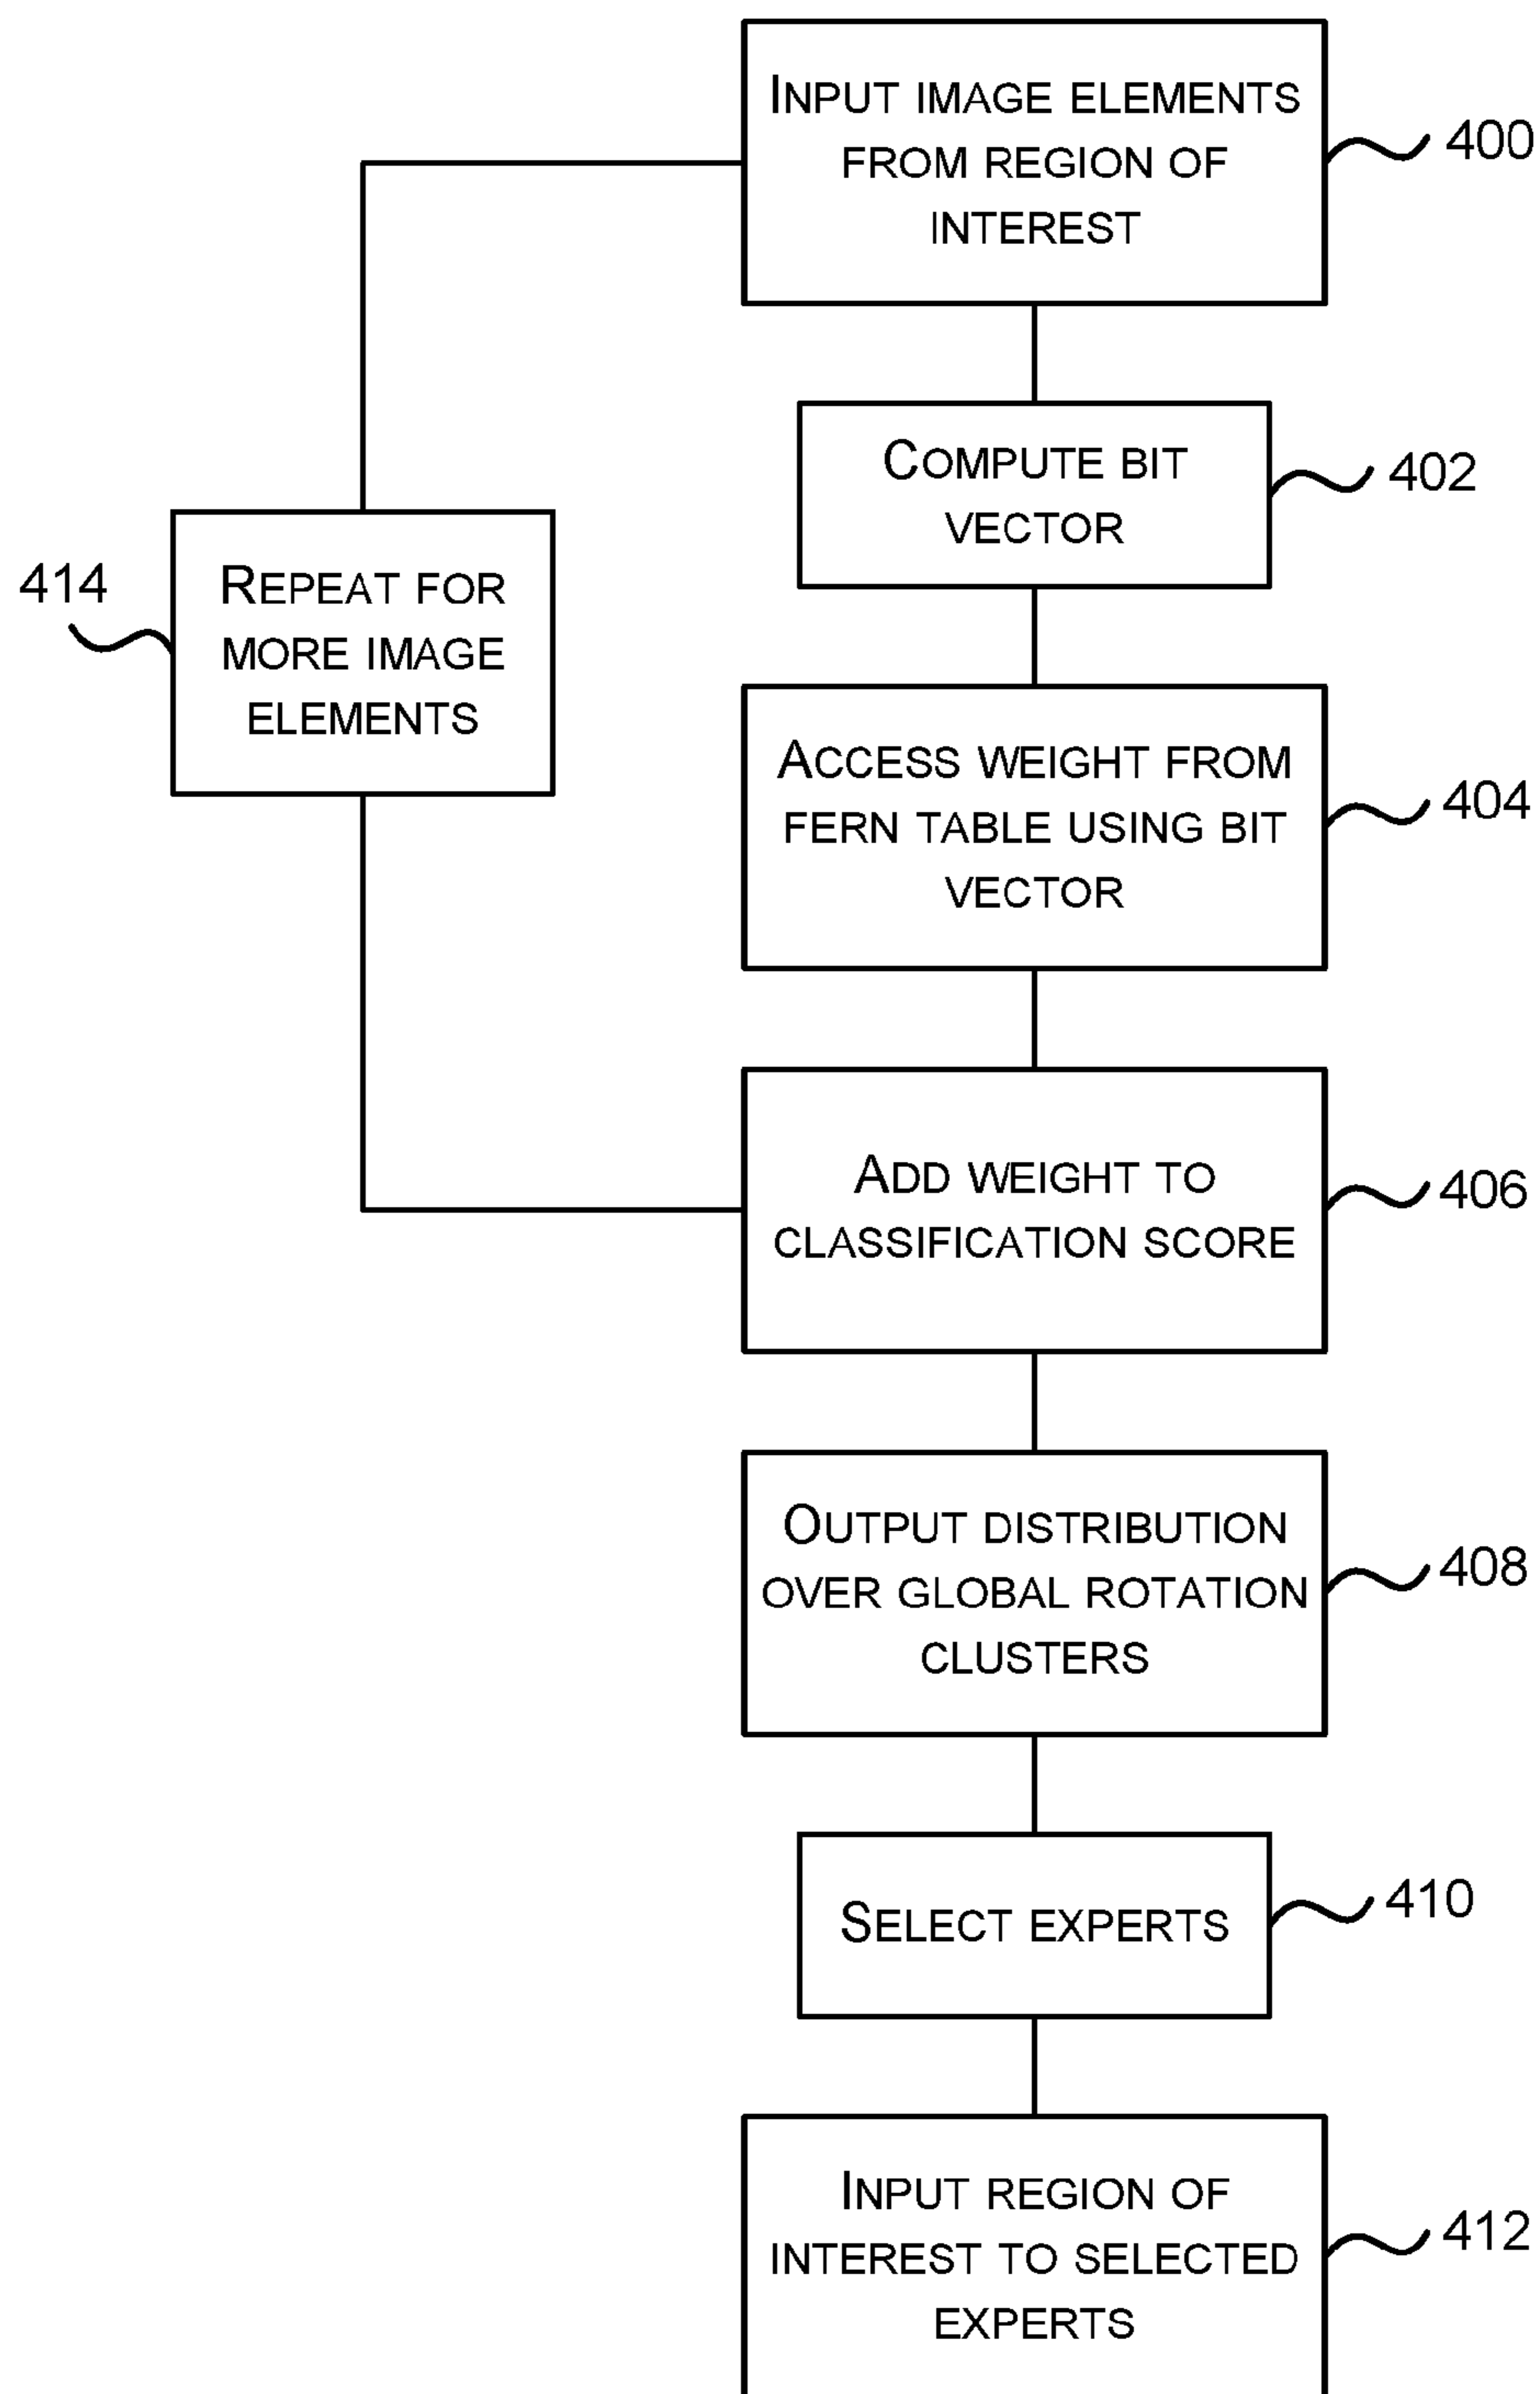 INPUT IMAGE ELEMENTS
FROM REGION OF
INTEREST
400
COMPUTE BIT
VECTOR
402
414
REPEAT FOR
MORE IMAGE
ELEMENTS
ACCESS WEIGHT FROM
FERN TABLE USING BIT
VECTOR
404
ADD WEIGHT TO
CLASSIFICATION SCORE
406
OUTPUT DISTRIBUTION
OVER GLOBAL ROTATION
CLUSTERS
408
SELECT EXPERTS
410
INPUT REGION OF
INTEREST TO SELECTED
EXPERTS
412